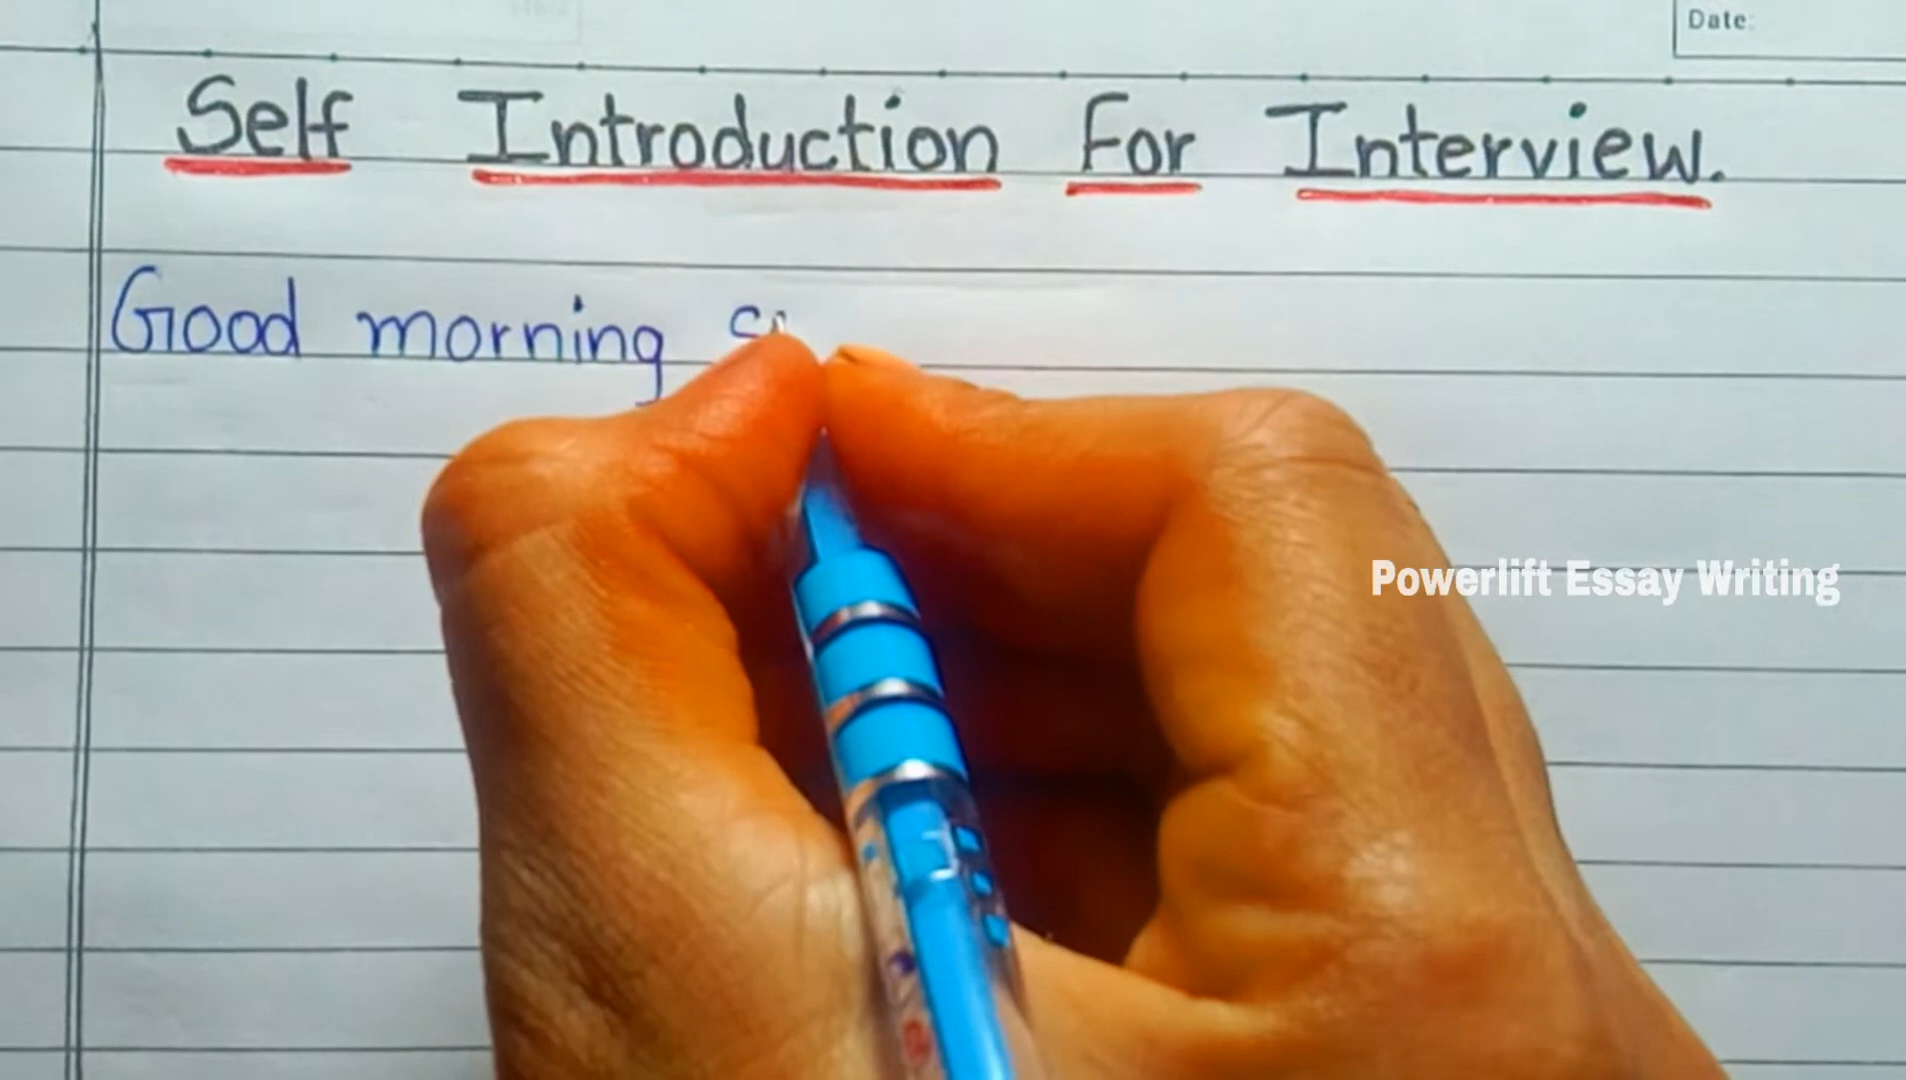 Date:
Self Introduction For Interview.
Good morning
Powerlift Essay Writing